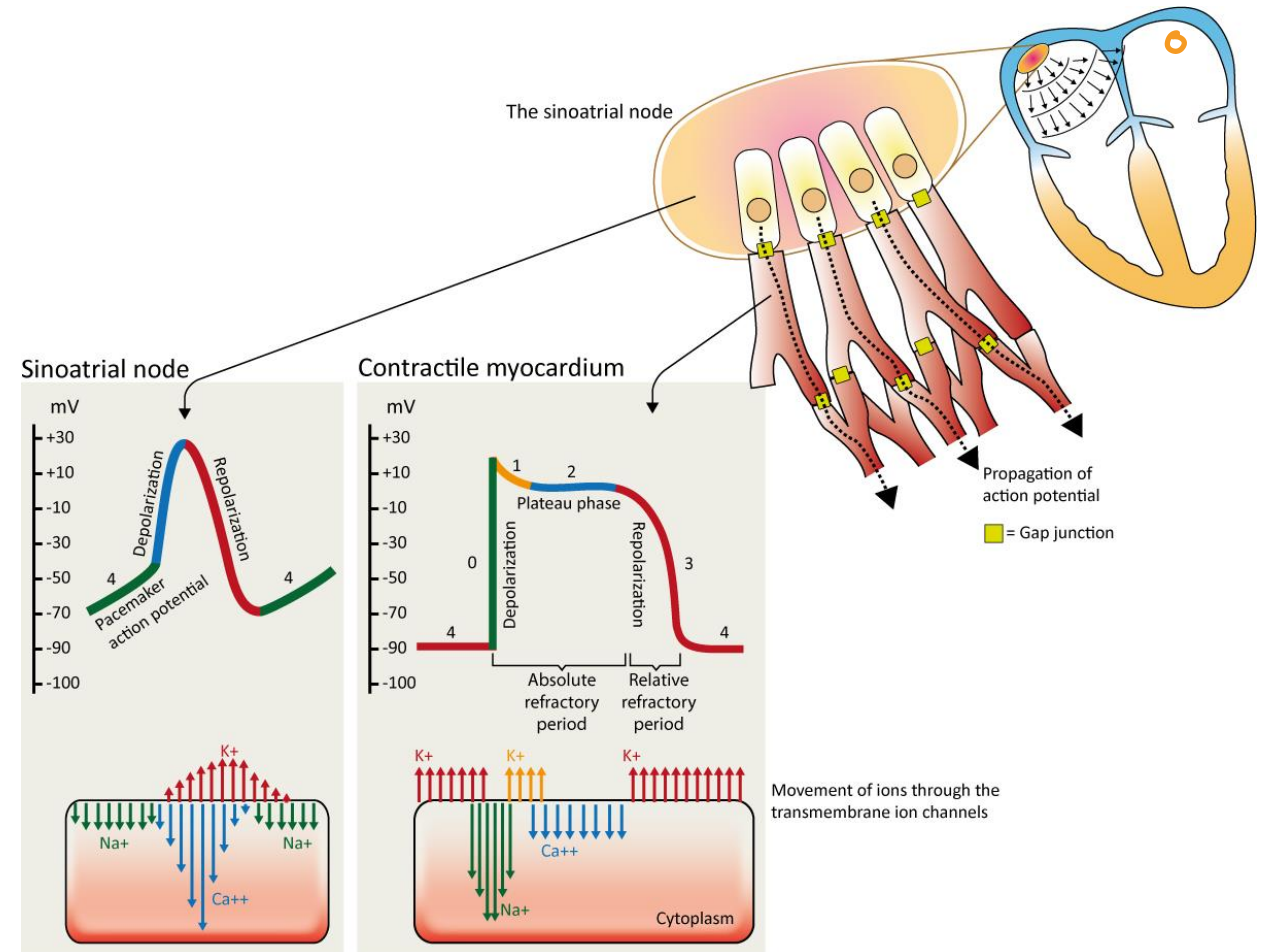 The sinoatrial node
Sinoatrial node
mV
+30
+10
-10
-30
-50
-70
-90
-100
Depolarization
Repolarization
4
Pacemaker
action potential
4
K+
Na+
Na+
Ca++
Contractile myocardium
mV
+30
+10
-10
-30
-50
-70
-90
-100
1
2
Plateau phase
0
Depolarization
Repolarization
3
4
4
Absolute
refractory
period
Relative
refractory
period
K+
K+
K+
Ca++
Na+
Cytoplasm
Propagation of
action potential
= Gap junction
Movement of ions through the
transmembrane ion channels